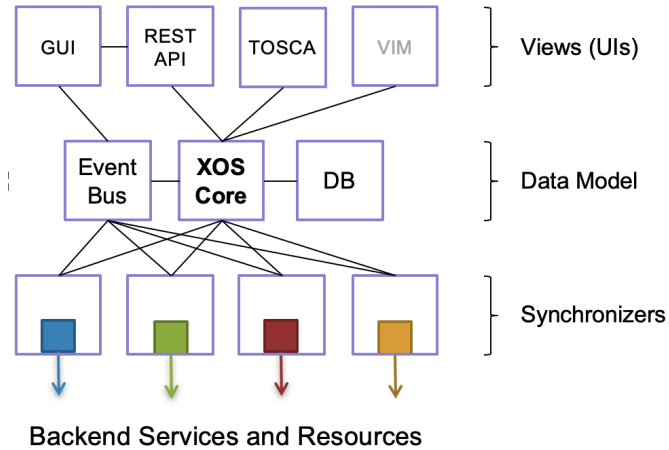 GUI
REST
API
TOSCA
VIM
Views (UIs)
Event
Bus
XOS
Core
DB
Data Model
Synchronizers
Backend Services and Resources